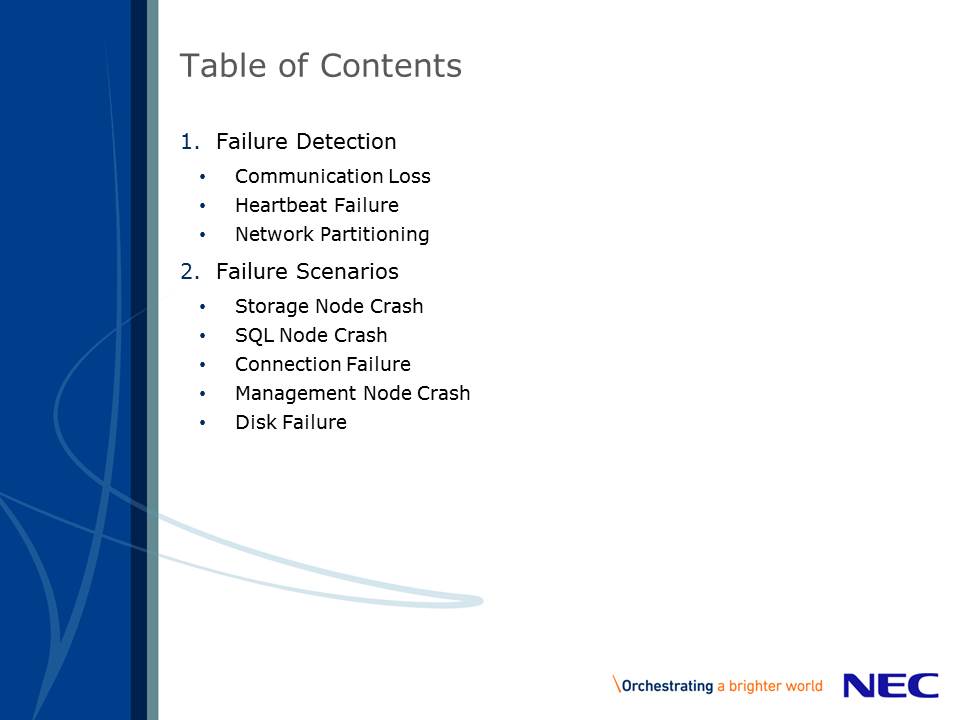 Table of Contents
1. Failure Detection
• Communication Loss
• Heartbeat Failure
• Network Partitioning
2. Failure Scenarios
• Storage Node Crash
• SQL Node Crash
• Connection Failure
• Management Node Crash
• Disk Failure
\Orchestrating a brighter world NEC